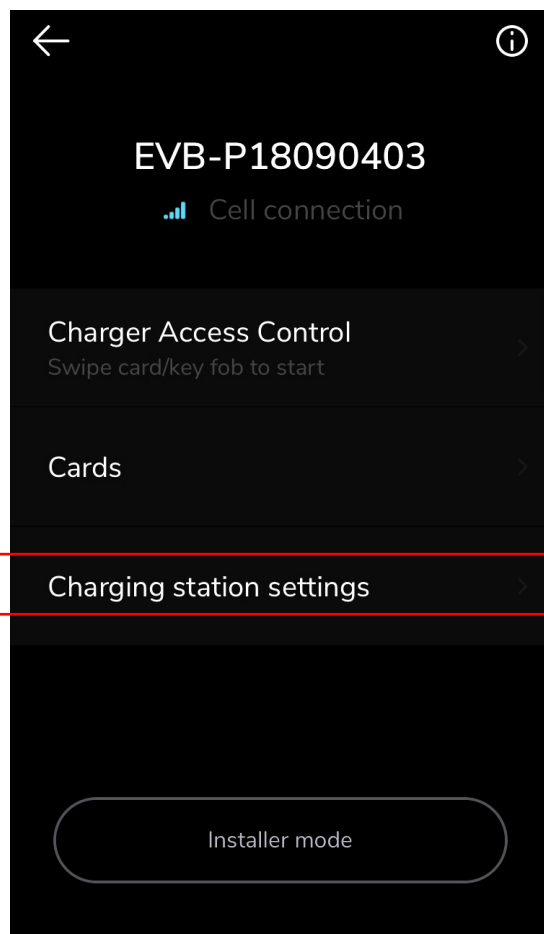 EVB-P18090403
Cell connection
Charger Access Control
Swipe card/key fob to start
Cards
Charging station settings
Installer mode